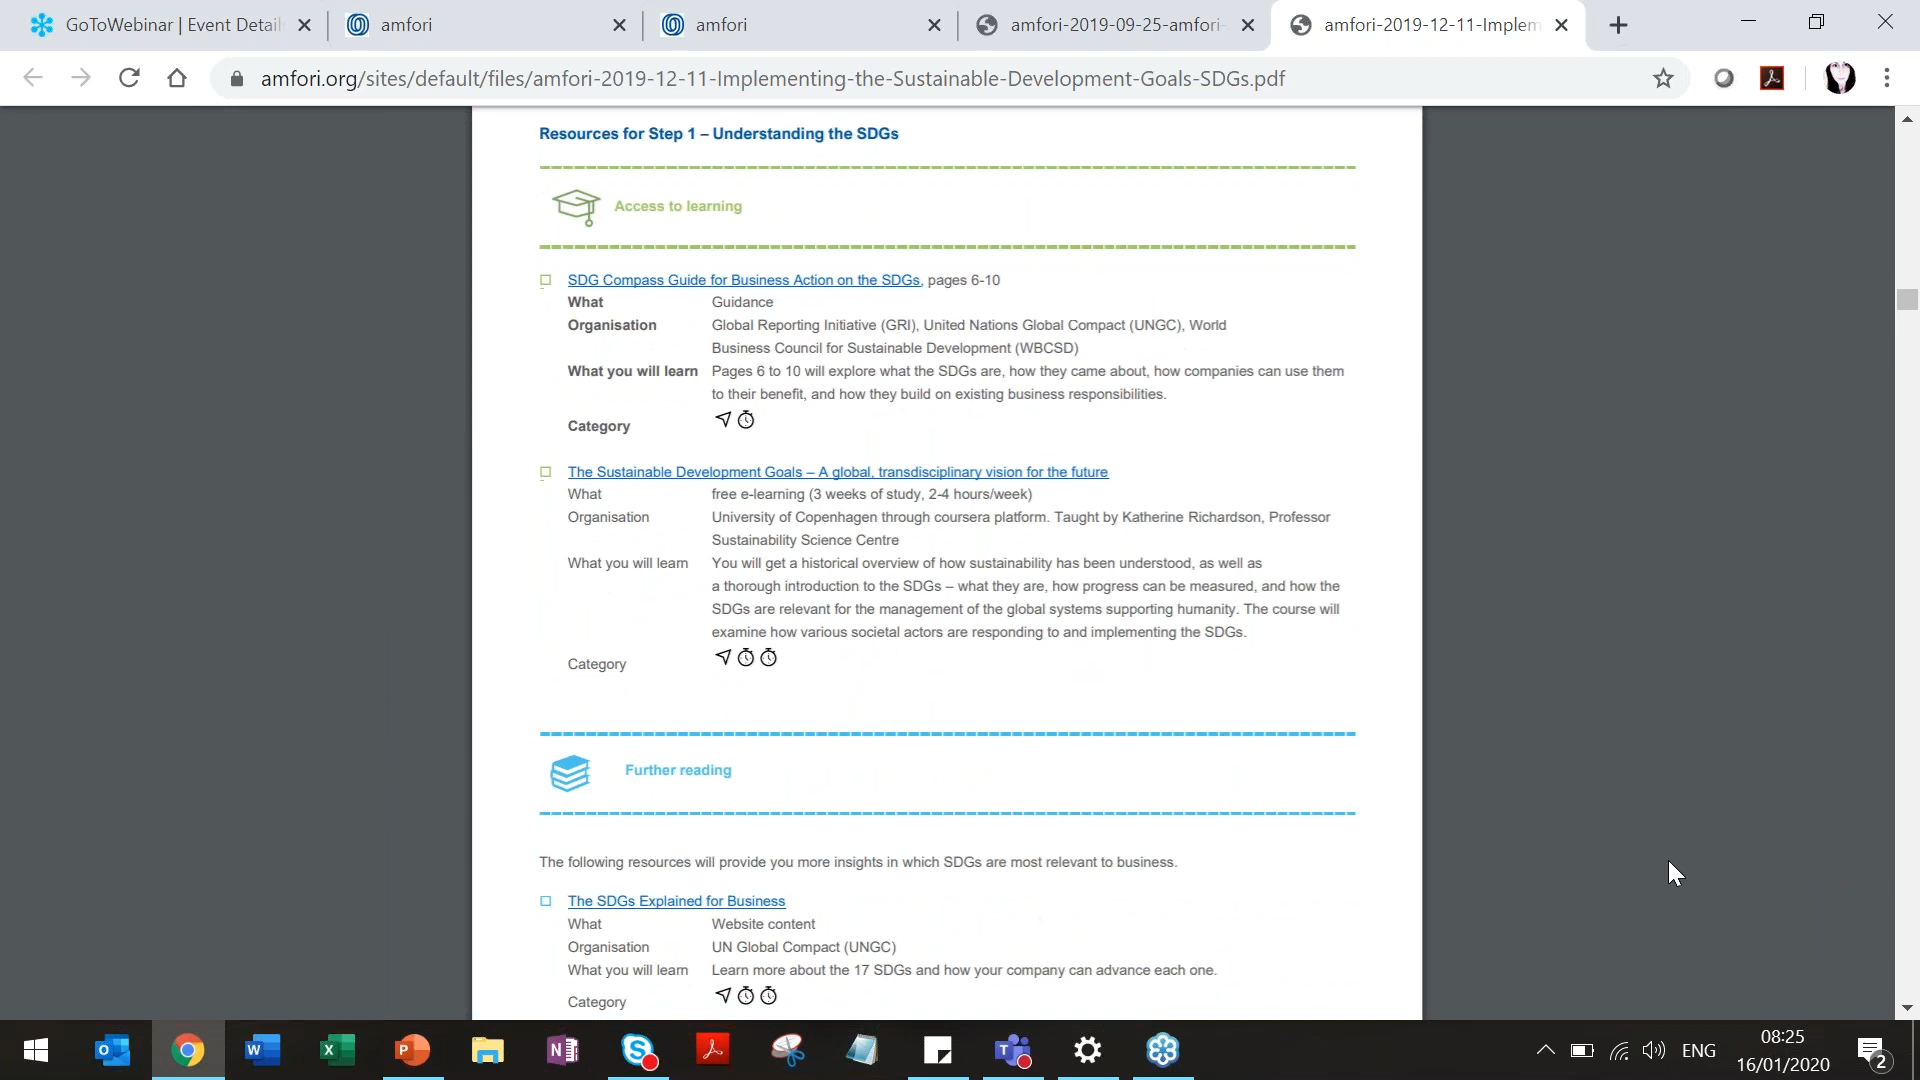 GoToWebinar | Event Detail
amfori
amfori
amfori-2019-09-25-amfori-
amfori-2019-12-11-Implem
amfori.org/sites/default/files/amfori-2019-12-11-Implementing-the-Sustainable-Development-Goals-SDGs.pdf
Resources for Step 1 – Understanding the SDGs
Access to learning
SDG Compass Guide for Business Action on the SDGs, pages 6-10
What Guidance
Organisation Global Reporting Initiative (GRI), United Nations Global Compact (UNGC), World
Business Council for Sustainable Development (WBCSD)
What you will learn Pages 6 to 10 will explore what the SDGs are, how they came about, how companies can use them
to their benefit, and how they build on existing business responsibilities.
Category
The Sustainable Development Goals – A global, transdisciplinary vision for the future
What free e-learning (3 weeks of study, 2-4 hours/week)
Organisation University of Copenhagen through coursera platform. Taught by Katherine Richardson, Professor
Sustainability Science Centre
What you will learn You will get a historical overview of how sustainability has been understood, as well as
a thorough introduction to the SDGs – what they are, how progress can be measured, and how the
SDGs are relevant for the management of the global systems supporting humanity. The course will
examine how various societal actors are responding to and implementing the SDGs.
Category
Further reading
The following resources will provide you more insights in which SDGs are most relevant to business.
The SDGs Explained for Business
What Website content
Organisation UN Global Compact (UNGC)
What you will learn Learn more about the 17 SDGs and how your company can advance each one.
Category
ENG
08:25
16/01/2020
2